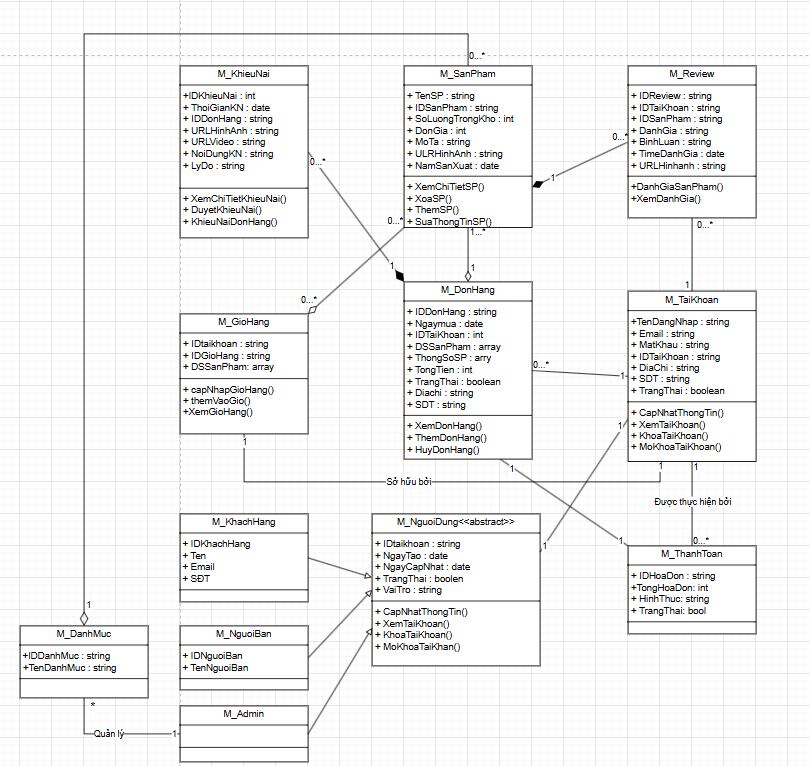 0...*
M_KhieuNai
+IDKhieuNai : int
+ ThoiGianKN : date
+ IDDonHang : string
+ URLHinhAnh : string
+ URLVideo : string
+ NoiDungKN : string
+ LyDo : string
+ XemChiTietKhieuNai()
+ DuyetKhieuNai()
+ KhieuNaiDonHang()
0...*
M_SanPham
+ TenSP : string
+ IDSanPham : string
+ SoLuongTrongKho : int
+ DonGia : int
+ MoTa : string
+ ULRHinhAnh : string
+ NamSanXuat : date
+ XemChiTietSP()
+ XoaSP()
+ ThemSP()
+ SuaThongTinSP()
0...*
1
M_Review
+ IDReview : string
+ IDTaiKhoan : string
+ IDSanPham : string
+ DanhGia : string
+ BinhLuan : string
+ TimeDanhGia : date
+ URLHinhanh : string
+DanhGiaSanPham()
+XemDanhGia()
0...*
0...*
1...*
1
1
1
0...*
M_GioHang
+ IDtaikhoan : string
+ IDGioHang : string
+ DSSanPham: array
+ capNhapGioHang()
+ themVaoGio()
+XemGioHang()
1
M_DonHang
+ IDDonHang : string
+ Ngaymua : date
+ IDTaiKhoan : int
+ DSSanPham : array
+ ThongSoSP : arry
+ TongTien : int
+ TrangThai : boolean
+ Diachi : string
+ SDT : string
+ XemDonHang()
+ ThemDonHang()
+ HuyDonHang()
0...*
1
M_TaiKhoan
+TenDangNhap : string
+ Email : string
+ MatKhau : string
+ IDTaiKhoan : string
+ DiaChi : string
+ SDT : string
+ TrangThai : boolean
+ CapNhatThongTin()
+ XemTaiKhoan()
+ KhoaTaiKhoan()
+ MoKhoaTaiKhoan()
1
1
1
1
Sở hữu bởi
Được thực hiện bởi
M_KhachHang
+ IDKhachHang
+ Ten
+ Email
+ SĐT
M_NguoiDung<<abstract>>
+ IDtaikhoan : string
+ NgayTao : date
+ NgayCapNhat : date
+ TrangThai : boolen
+ VaiTro : string
+ CapNhatThongTin()
+ XemTaiKhoan()
+ KhoaTaiKhoan()
+ MoKhoaTaiKhan()
1
1
0...*
M_ThanhToan
+ IDHoaDon : string
+TongHoaDon: int
+ HinhThuc: string
+ TrangThai: bool
1
M_DanhMuc
+IDDanhMuc : string
+TenDanhMuc : string
*
M_NguoiBan
+ IDNguoiBan
+ TenNguoiBan
M_Admin
Quản lý
1